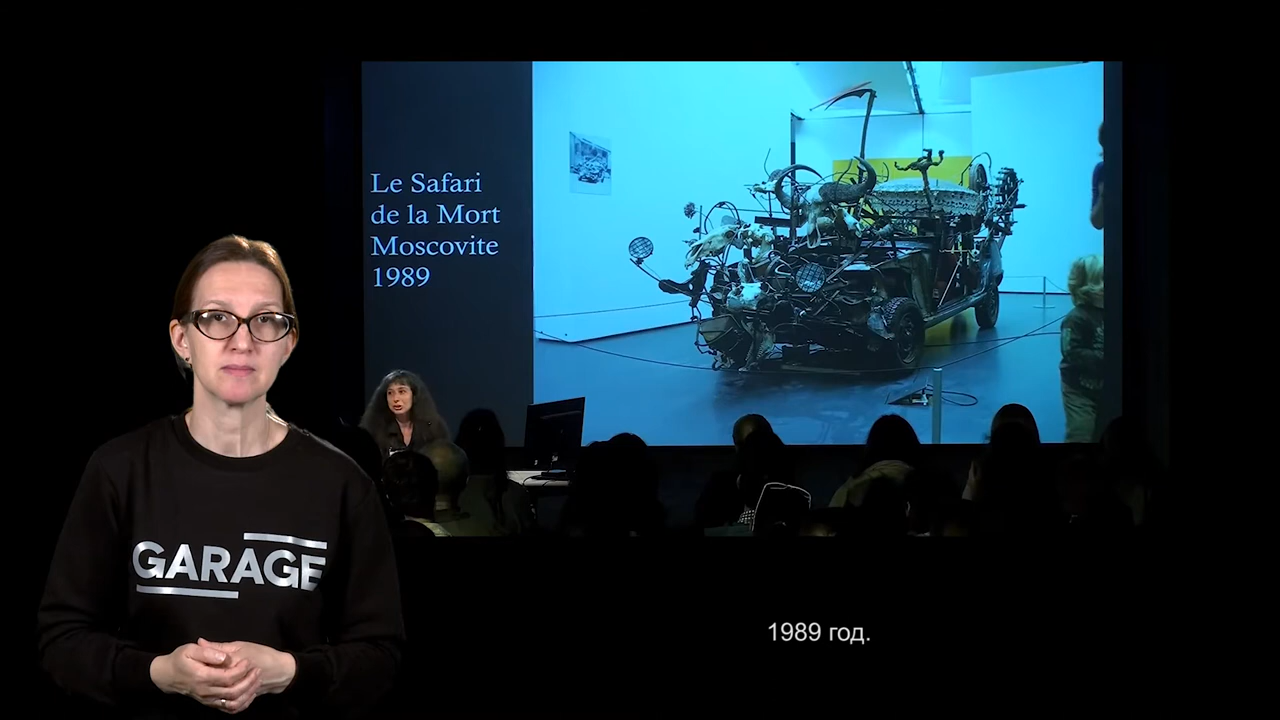 Le Safari
de la Mort
Moscovite
1989
GARAGE
1989 год.